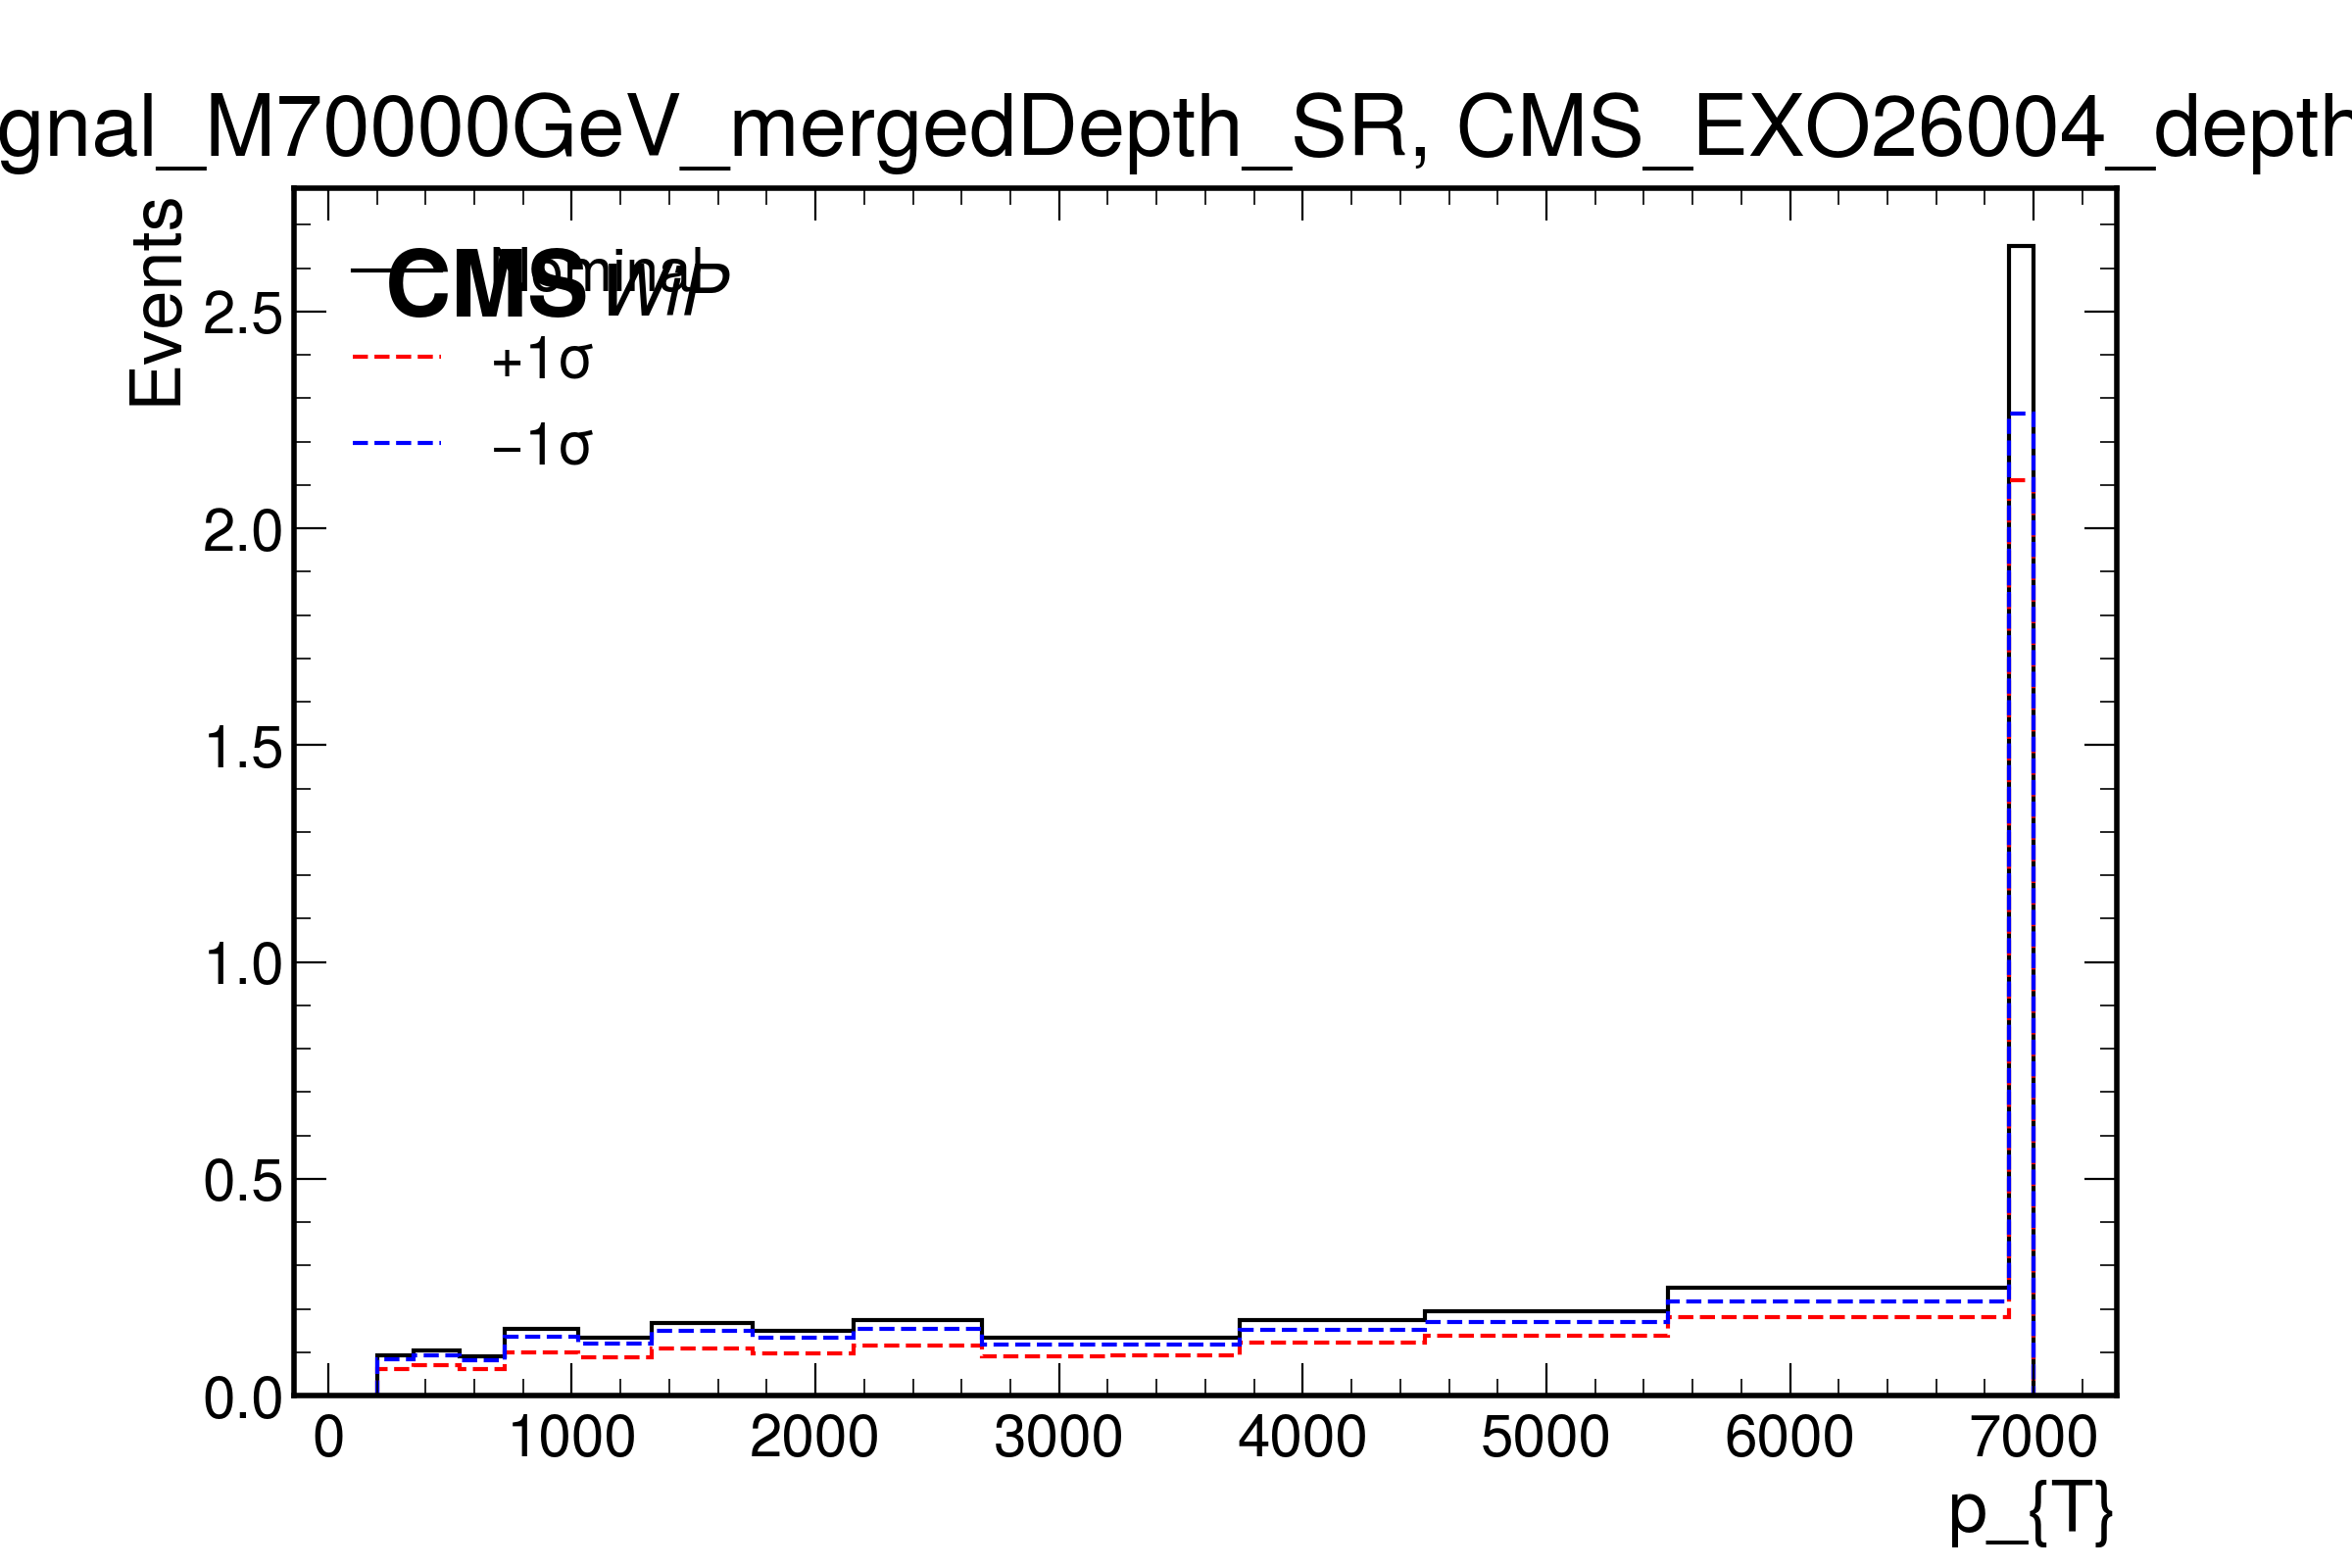 gnal_M70000GeV_mergedDepth_SR, CMS_EXO26004_depth
Events
CMS WiP
Nominal
+1σ
−1σ
2.5
2.0
1.5
1.0
0.5
0.0
0 1000 2000 3000 4000 5000 6000 7000
p_{T}